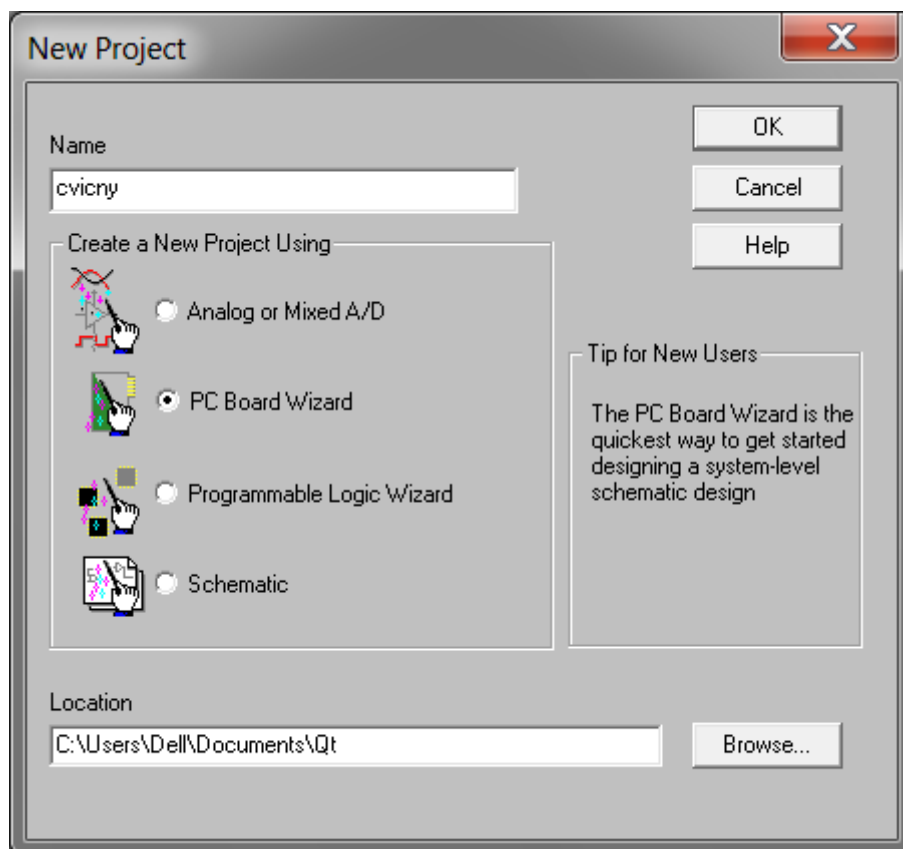 New Project
Name
cvicny
OK
Cancel
Help
Create a New Project Using
Analog or Mixed A/D
PC Board Wizard
Programmable Logic Wizard
Schematic
Tip for New Users
The PC Board Wizard is the
quickest way to get started
designing a system-level
schematic design
Location
C:\Users\Dell\Documents\Qt
Browse...